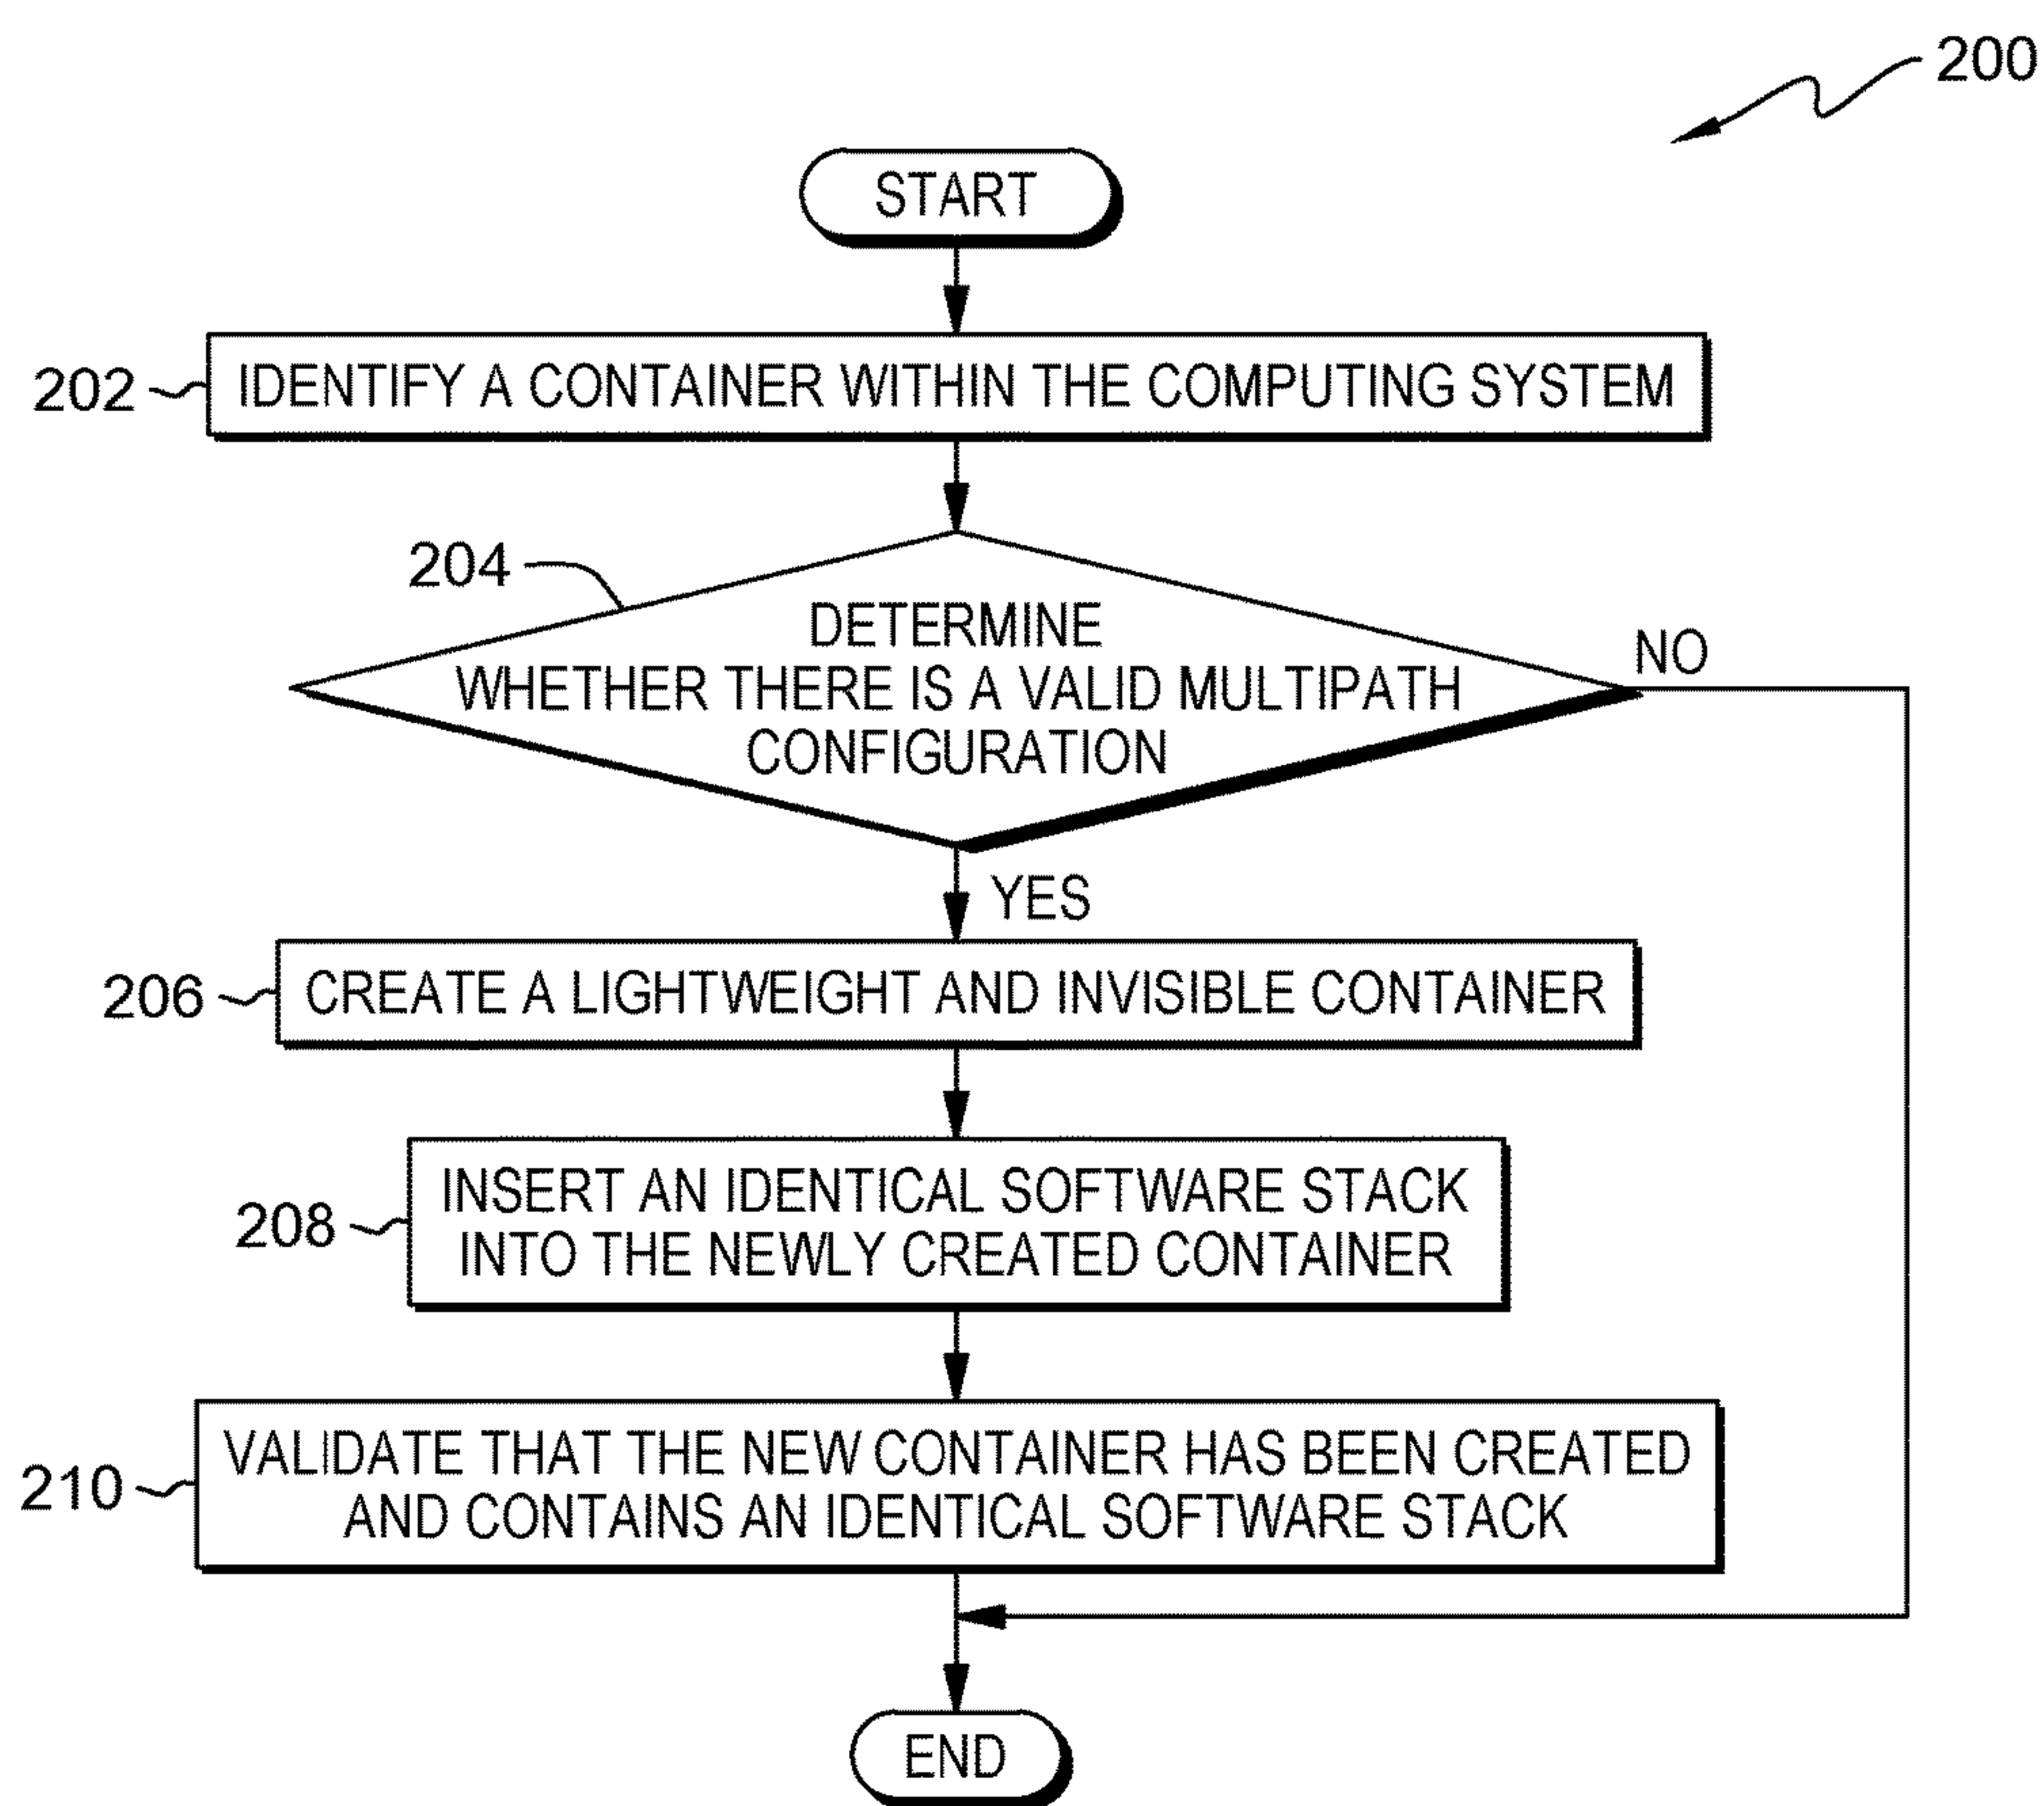 200
START
202
IDENTIFY A CONTAINER WITHIN THE COMPUTING SYSTEM
204
DETERMINE
WHETHER THERE IS A VALID MULTIPATH
CONFIGURATION
NO
YES
206
CREATE A LIGHTWEIGHT AND INVISIBLE CONTAINER
208
INSERT AN IDENTICAL SOFTWARE STACK
INTO THE NEWLY CREATED CONTAINER
210
VALIDATE THAT THE NEW CONTAINER HAS BEEN CREATED
AND CONTAINS AN IDENTICAL SOFTWARE STACK
END